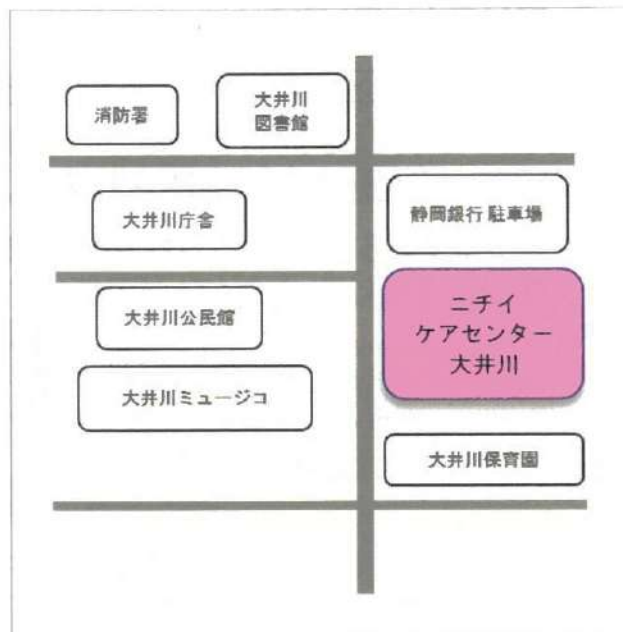 消防署
大井川
図書館
大井川庁舎
静岡銀行 駐車場
大井川公民館
ニチイ
ケアセンター
大井川
大井川ミュージコ
大井川保育園